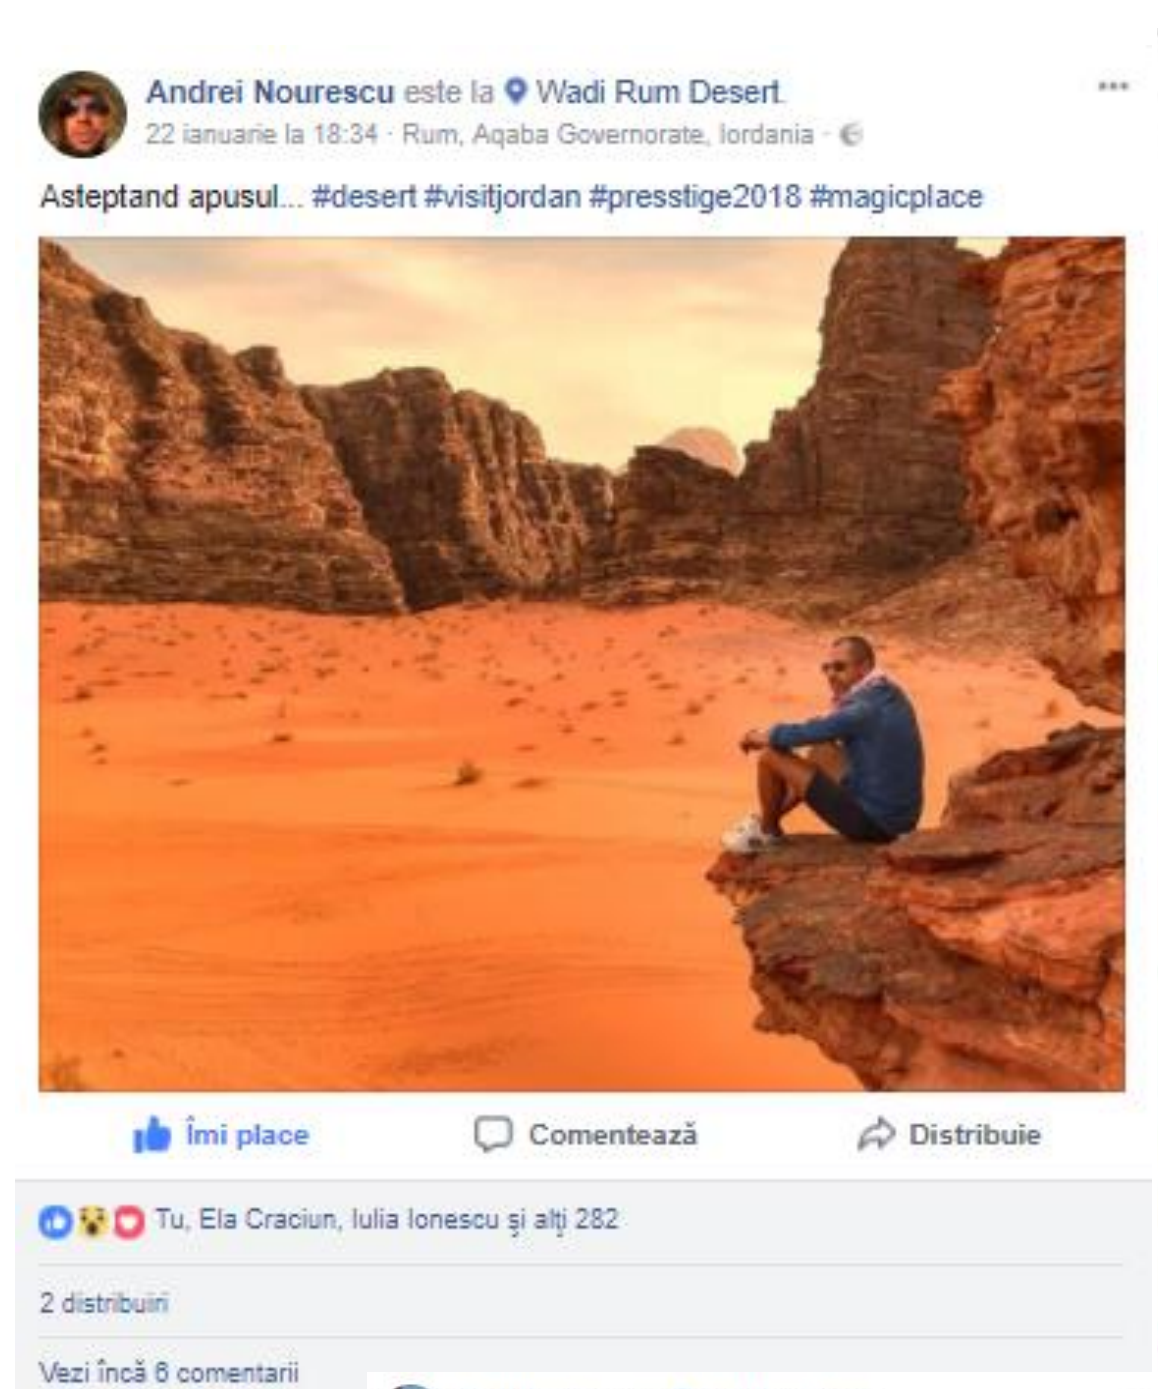 Andrei Nourescu este la Wadi Rum Desert.
22 ianuarie la 18:34 · Rum, Aqaba Governorate, Iordania ·
Asteptand apusul... #desert #visitjordan #presstige2018 #magicplace
Îmi place Comentează Distribuie
Tu, Ela Craciun, Iulia Ionescu și alți 282
2 distribuiri
Vezi încă 6 comentarii